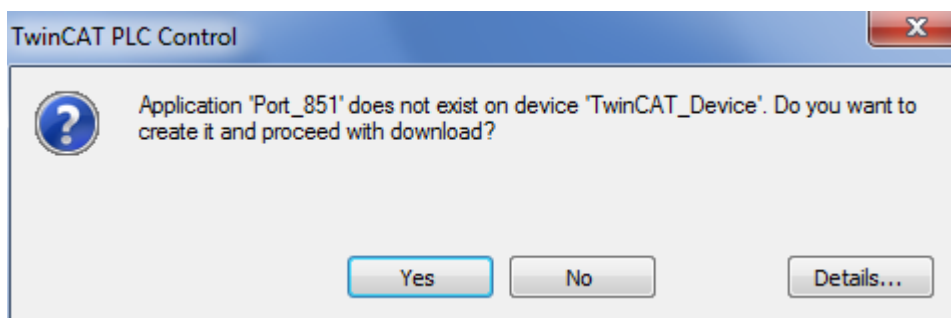 TwinCAT PLC Control
Application 'Port_851' does not exist on device 'TwinCAT_Device'. Do you want to
create it and proceed with download?
Yes No Details...